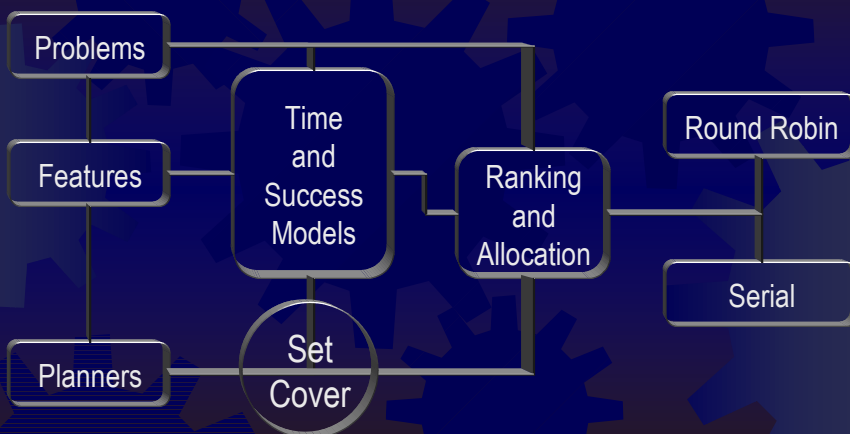 Problems
Features
Planners
Time
and
Success
Models
Set
Cover
Ranking
and
Allocation
Round Robin
Serial